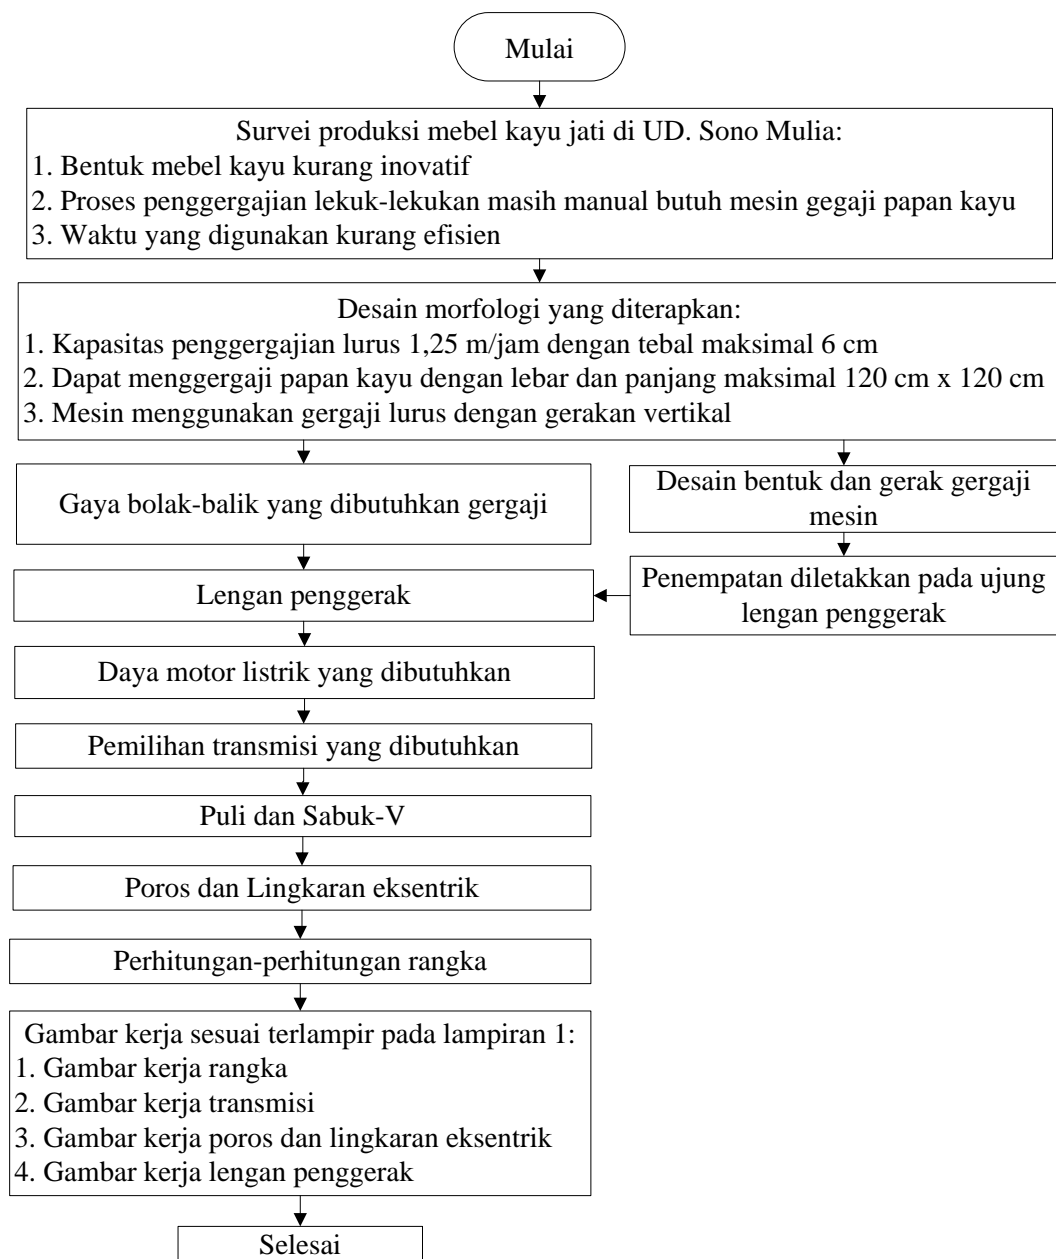 Mulai
Survei produksi mebel kayu jati di UD. Sono Mulia:
1. Bentuk mebel kayu kurang inovatif
2. Proses penggergajian lekuk-lekukan masih manual butuh mesin gegaji papan kayu
3. Waktu yang digunakan kurang efisien
Desain morfologi yang diterapkan:
1. Kapasitas penggergajian lurus 1,25 m/jam dengan tebal maksimal 6 cm
2. Dapat menggergaji papan kayu dengan lebar dan panjang maksimal 120 cm x 120 cm
3. Mesin menggunakan gergaji lurus dengan gerakan vertikal
Gaya bolak-balik yang dibutuhkan gergaji
Desain bentuk dan gerak gergaji
mesin
Penempatan diletakkan pada ujung
lengan penggerak
Lengan penggerak
Daya motor listrik yang dibutuhkan
Pemilihan transmisi yang dibutuhkan
Puli dan Sabuk-V
Poros dan Lingkaran eksentrik
Perhitungan-perhitungan rangka
Gambar kerja sesuai terlampir pada lampiran 1:
1. Gambar kerja rangka
2. Gambar kerja transmisi
3. Gambar kerja poros dan lingkaran eksentrik
4. Gambar kerja lengan penggerak
Selesai